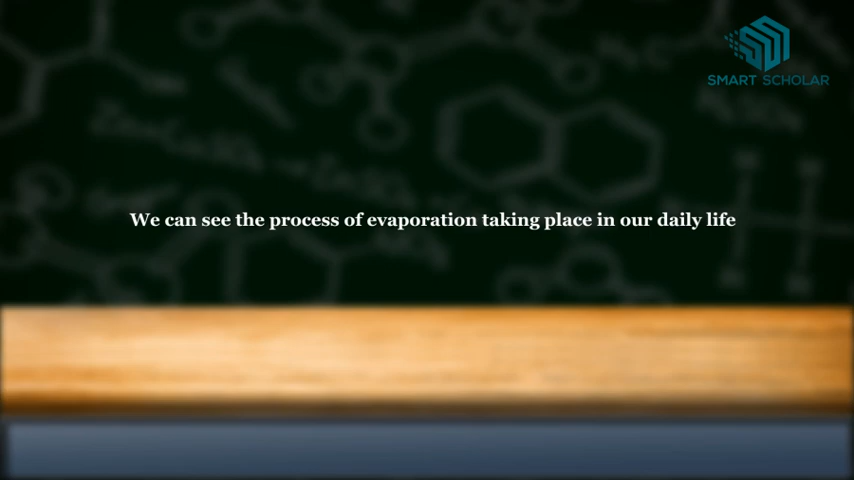 SMART SCHOLAR
We can see the process of evaporation taking place in our daily life